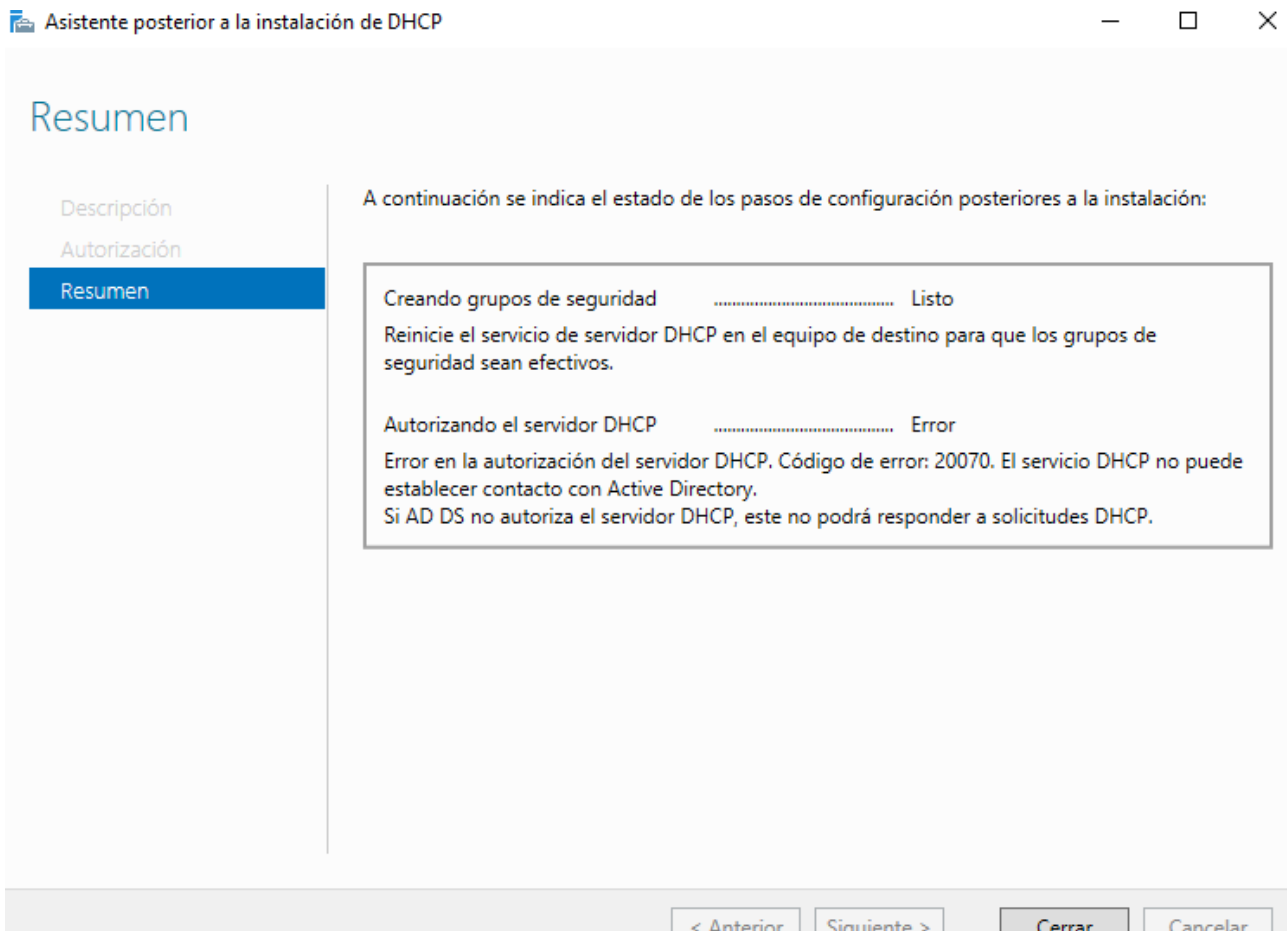 Asistente posterior a la instalación de DHCP
Resumen
Descripción
Autorización
Resumen
A continuación se indica el estado de los pasos de configuración posteriores a la instalación:
Creando grupos de seguridad ............................................. Listo
Reinicie el servicio de servidor DHCP en el equipo de destino para que los grupos de
seguridad sean efectivos.
Autorizando el servidor DHCP ............................................. Error
Error en la autorización del servidor DHCP. Código de error: 20070. El servicio DHCP no puede
establecer contacto con Active Directory.
Si AD DS no autoriza el servidor DHCP, este no podrá responder a solicitudes DHCP.
< Anterior Siguiente > Cerrar Cancelar